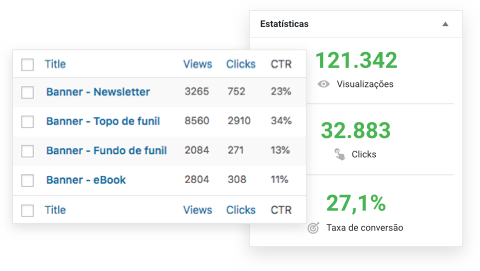 Estatísticas
121.342
Visualizações
32.883
Clicks
27,1%
Taxa de conversão
Title Views Clicks CTR
Banner - Newsletter 3265 752 23%
Banner - Topo de funil 8560 2910 34%
Banner - Fundo de funil 2084 271 13%
Banner - eBook 2804 308 11%
Title Views Clicks CTR